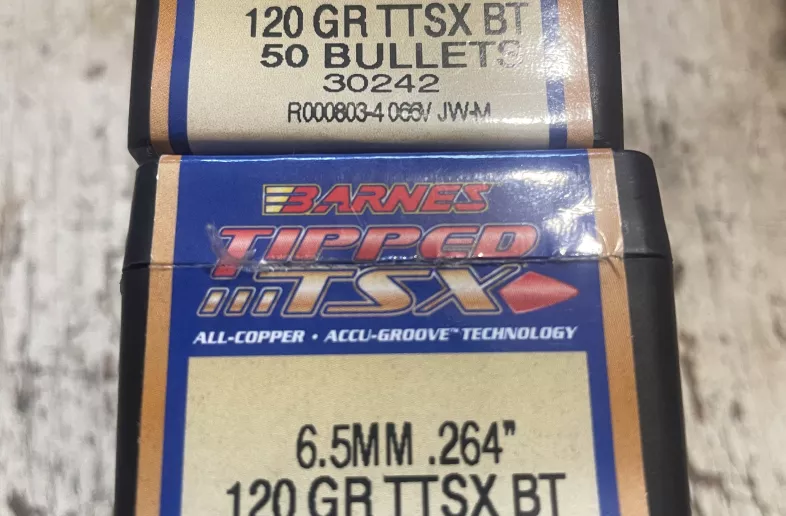 120 GR TTSX BT
50 BULLETS
30242
R000803-4 066V JW-M
BARNES
TIPPED
TSX
ALL-COPPER • ACCU-GROOVE™ TECHNOLOGY
6.5MM .264"
120 GR TTSX BT